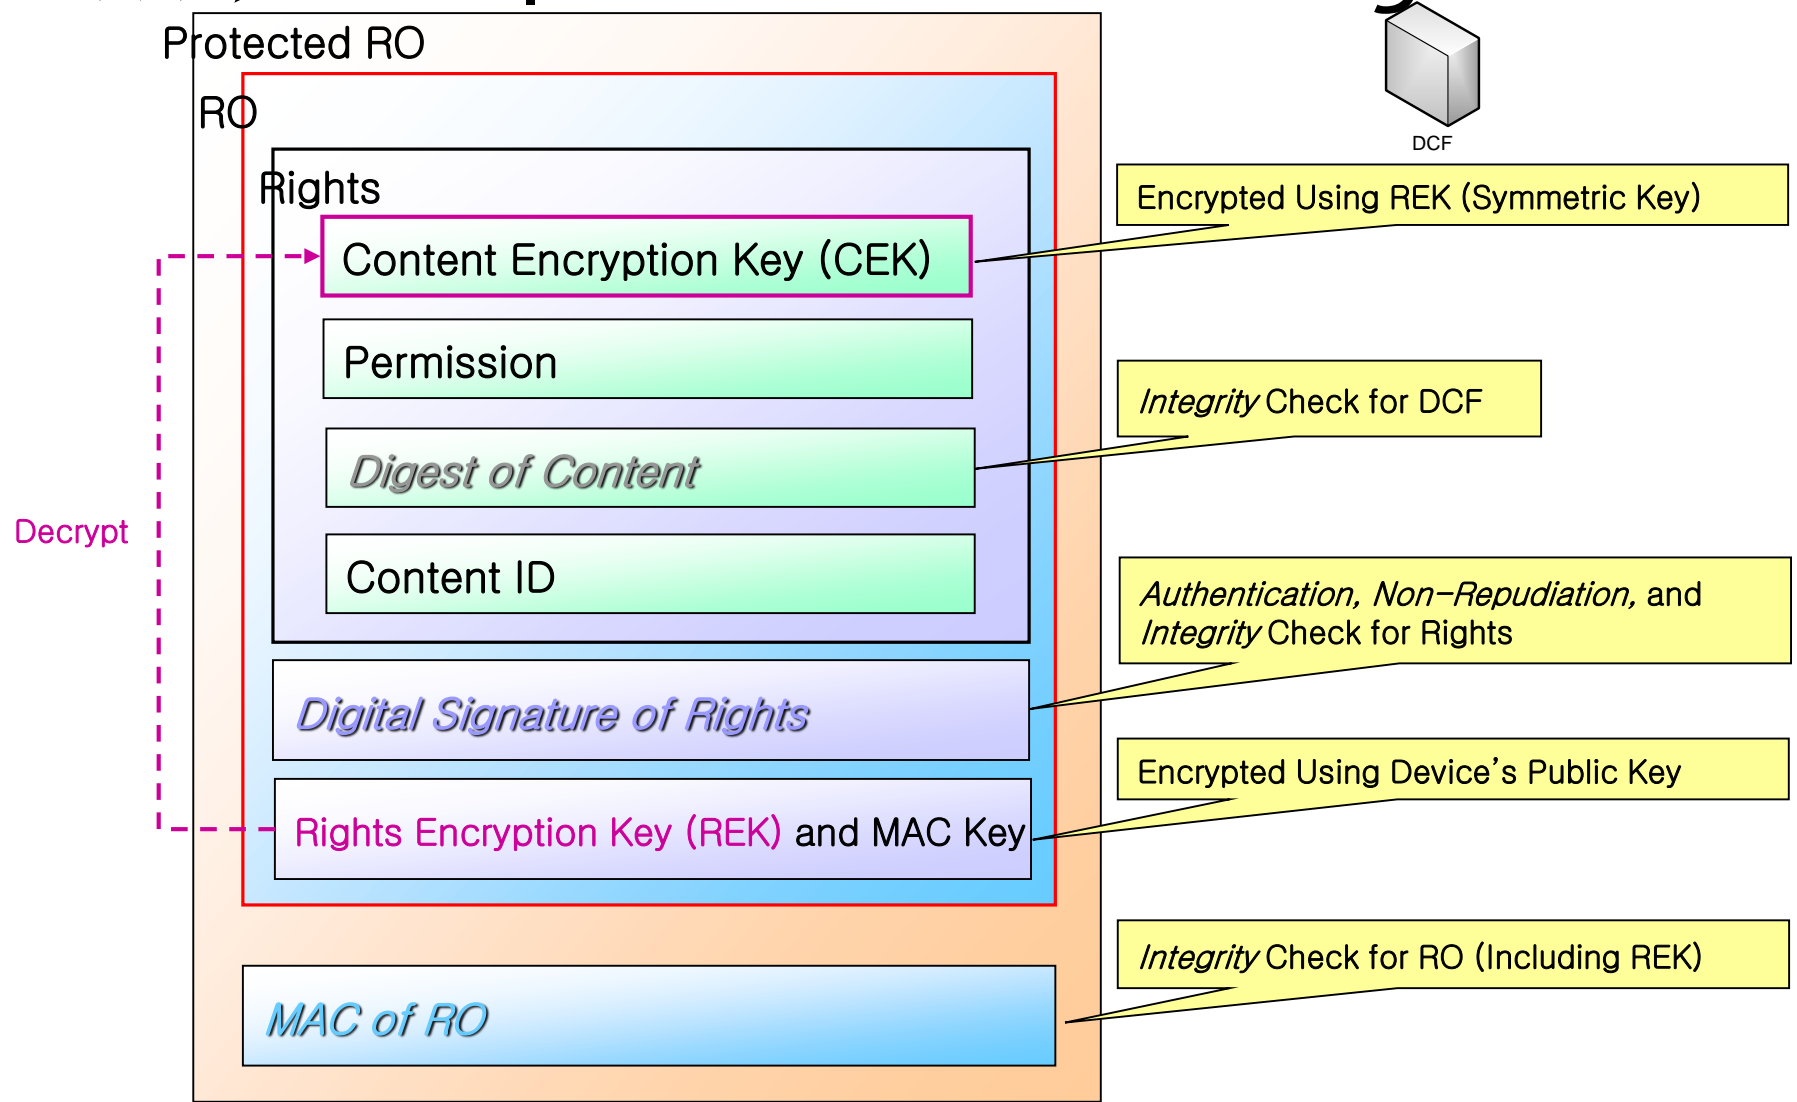 Protected RO
RO
Rights
Content Encryption Key (CEK)
Permission
Digest of Content
Content ID
Digital Signature of Rights
Rights Encryption Key (REK) and MAC Key
MAC of RO
Decrypt
DCF
Encrypted Using REK (Symmetric Key)
Integrity Check for DCF
Authentication, Non-Repudiation, and
Integrity Check for Rights
Encrypted Using Device's Public Key
Integrity Check for RO (Including REK)